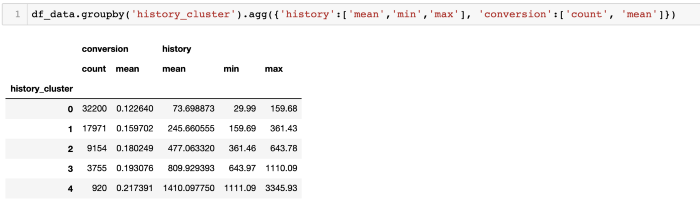 1 df_data.groupby('history_cluster').agg({'history':['mean','min','max'], 'conversion':['count', 'mean']})
conversion history
count mean mean min max
history_cluster
0 32200 0.122640 73.698873 29.99 159.68
1 17971 0.159702 245.660555 159.69 361.43
2 9154 0.180249 477.063320 361.46 643.78
3 3755 0.193076 809.929393 643.97 1110.09
4 920 0.217391 1410.097750 1111.09 3345.93